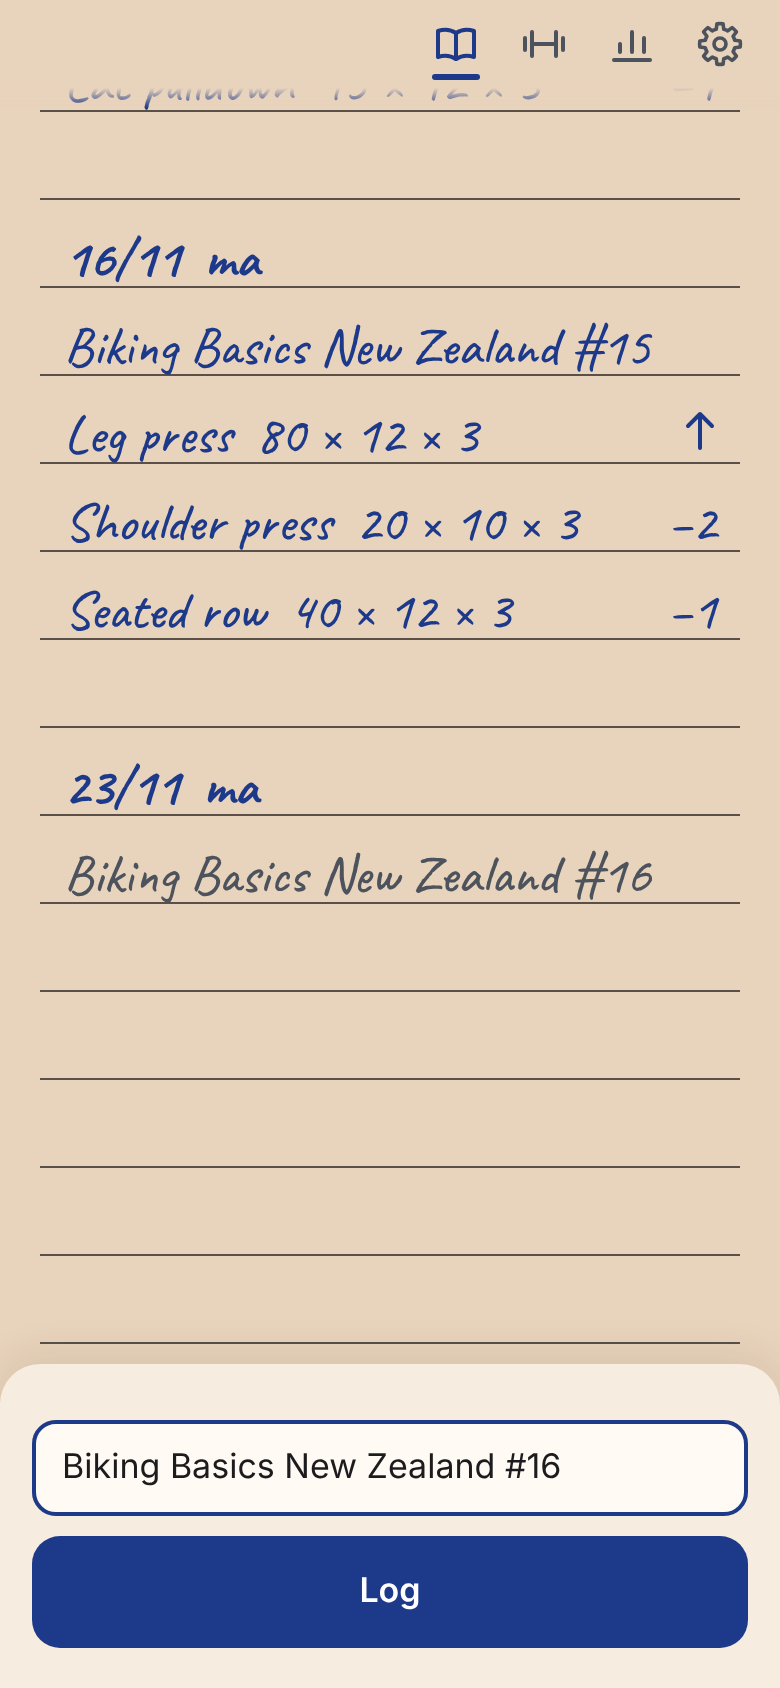 Lat pulldown
16/11 ma
Biking Basics New Zealand #15
Leg press 80 × 12 × 3 ↑
Shoulder press 20 × 10 × 3 −2
Seated row 40 × 12 × 3 −1
23/11 ma
Biking Basics New Zealand #16
Biking Basics New Zealand #16
Log